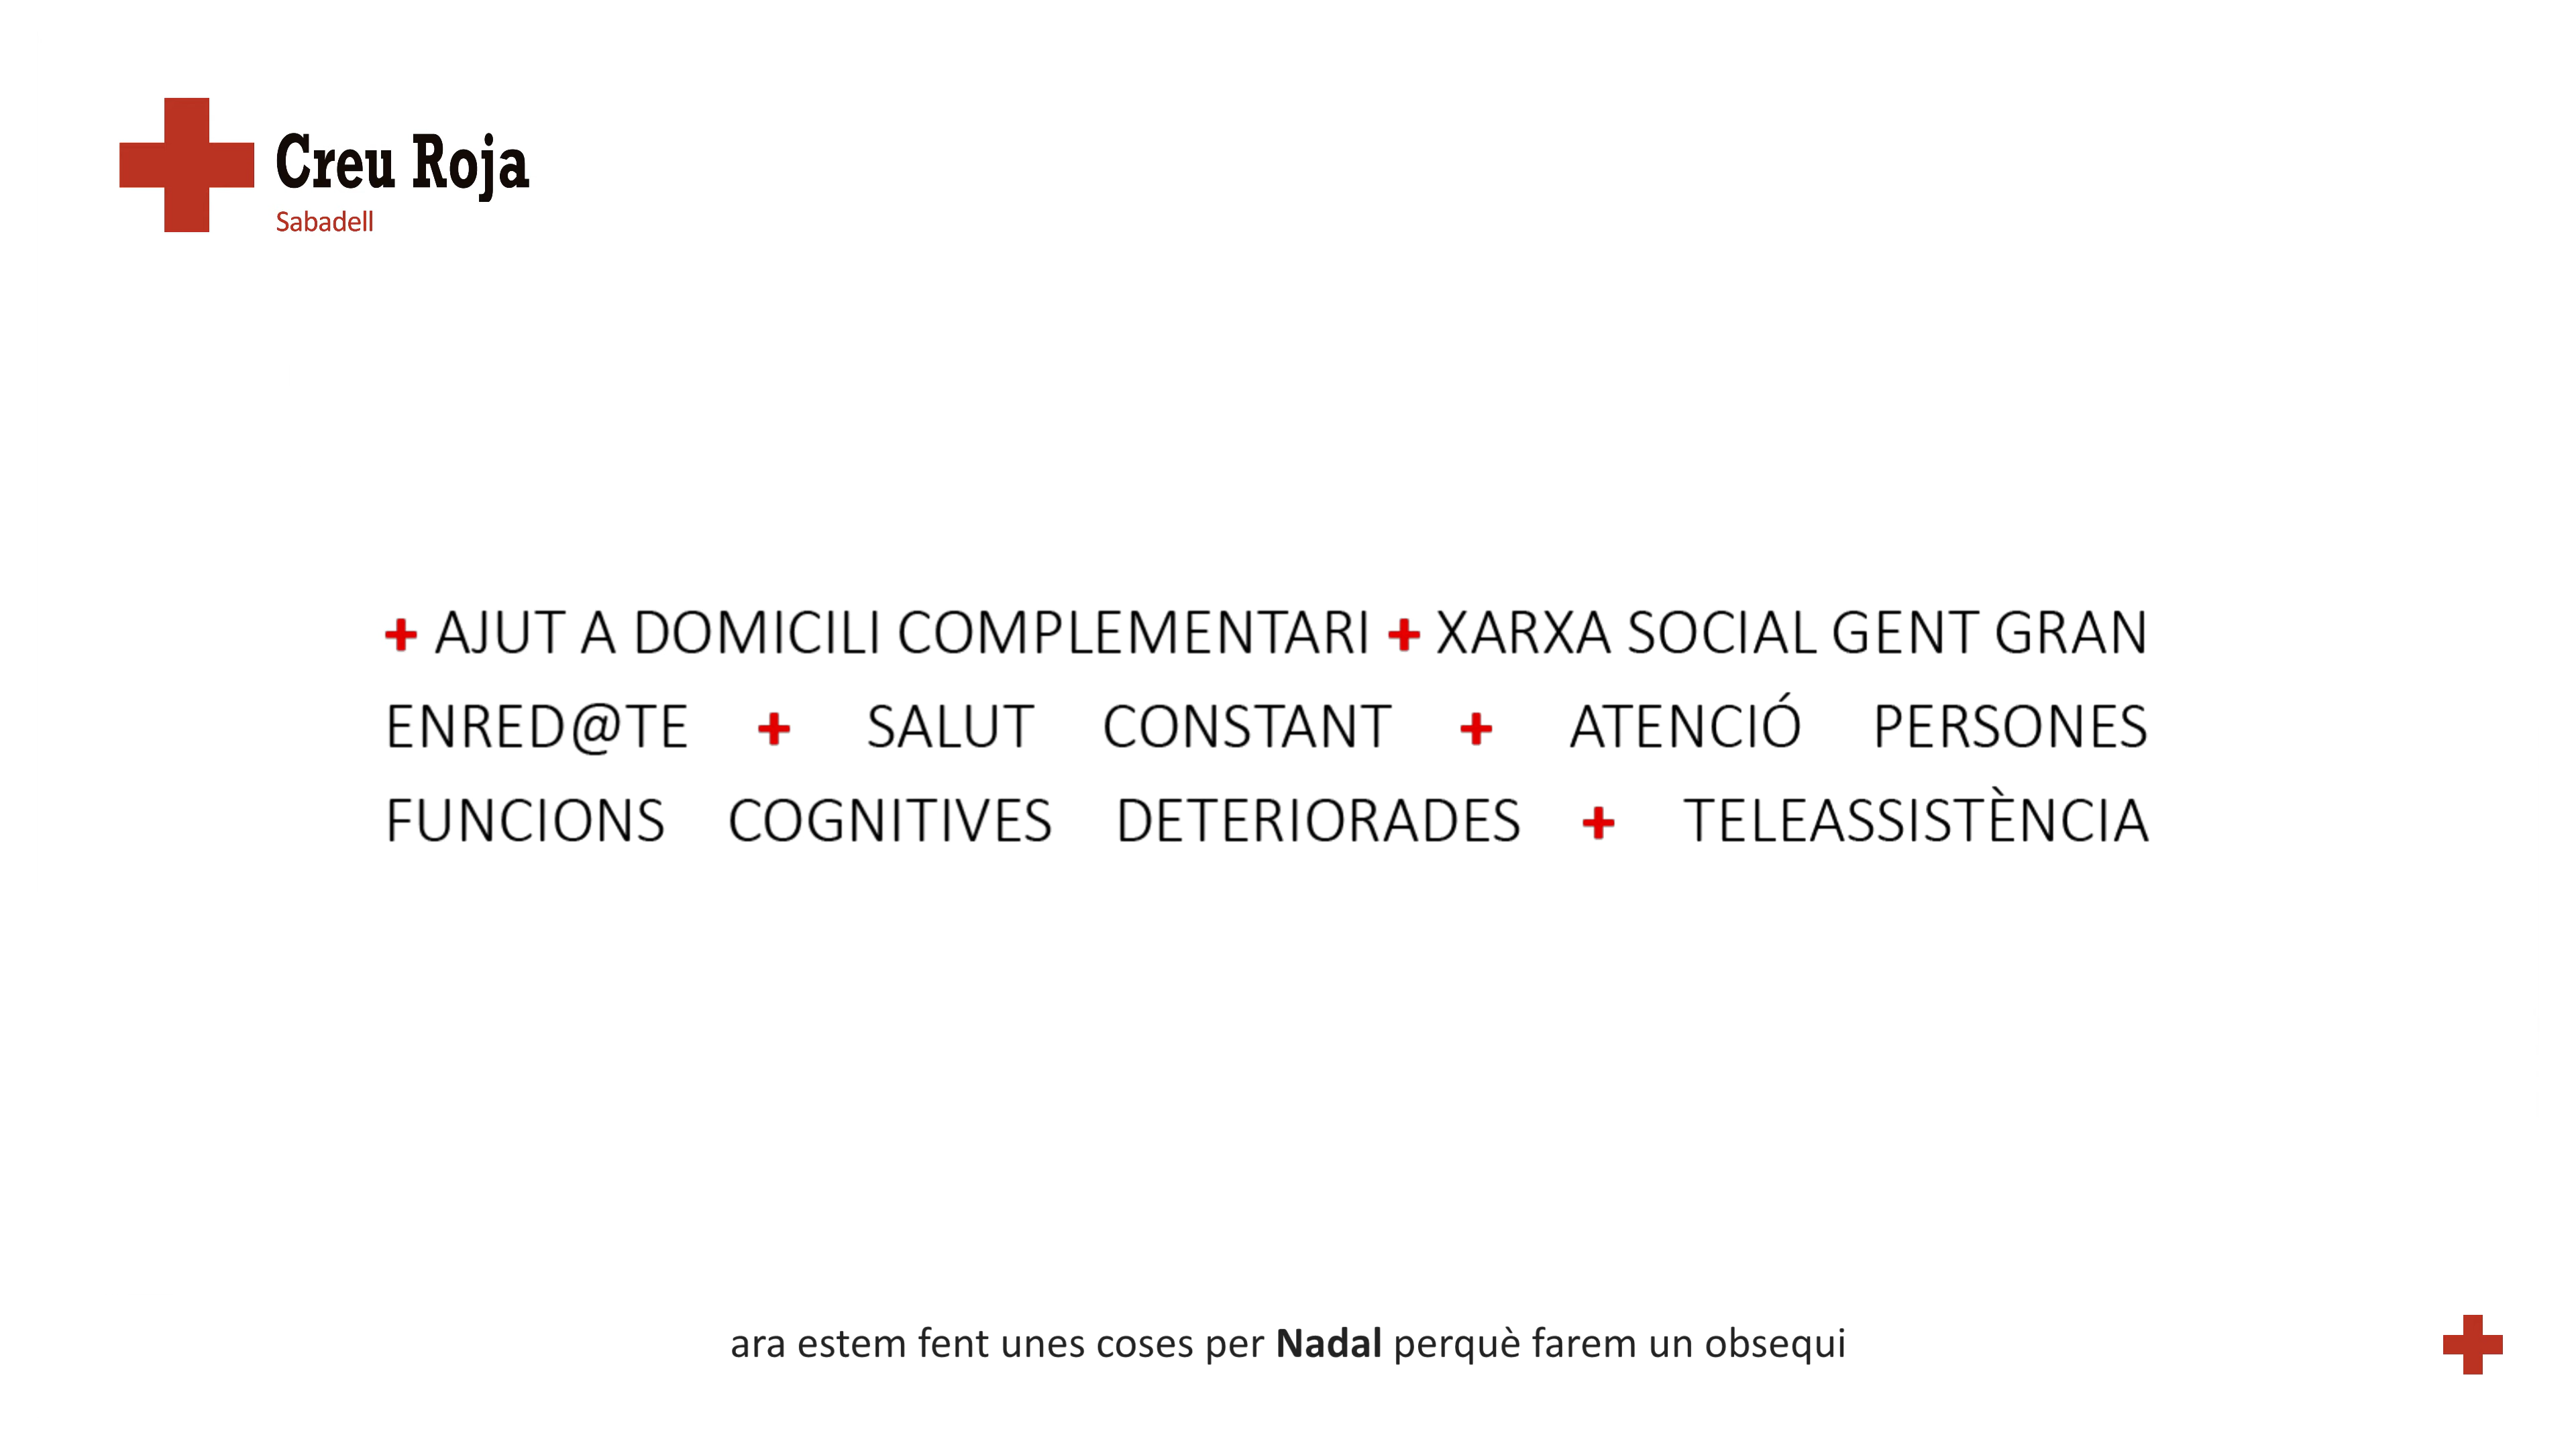 Creu Roja
Sabadell
+ AJUT A DOMICILI COMPLEMENTARI + XARXA SOCIAL GENT GRAN
ENRED@TE + SALUT CONSTANT + ATENCIÓ PERSONES
FUNCIONS COGNITIVES DETERIORADES + TELEASSISTÈNCIA
ara estem fent unes coses per Nadal perquè farem un obsequi